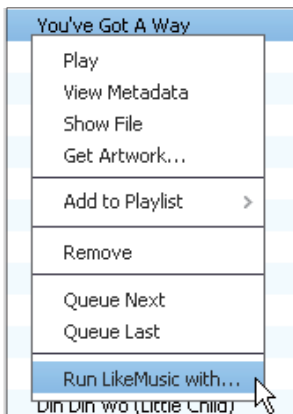 You've Got A Way
Play
View Metadata
Show File
Get Artwork...
Add to Playlist >
Remove
Queue Next
Queue Last
Run LikeMusic with...
Din Din Wo (Little Child)